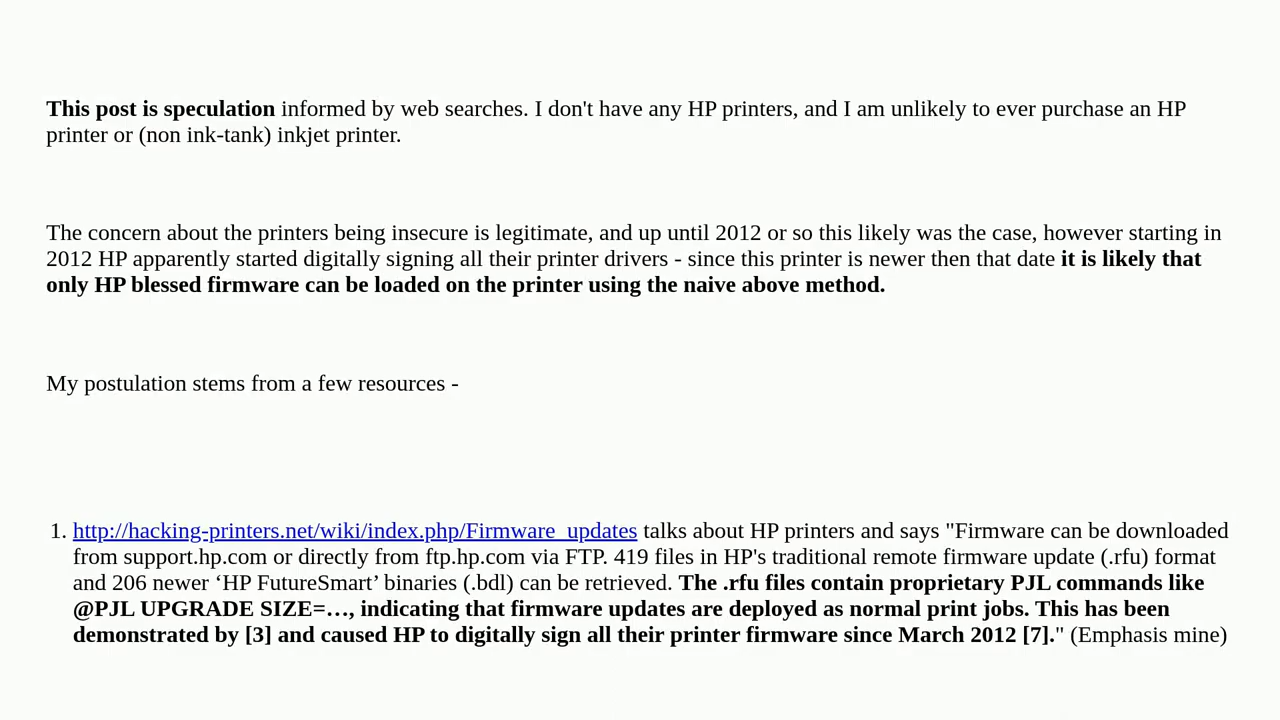 This post is speculation informed by web searches. I don't have any HP printers, and I am unlikely to ever purchase an HP
printer or (non ink-tank) inkjet printer.
The concern about the printers being insecure is legitimate, and up until 2012 or so this likely was the case, however starting in
2012 HP apparently started digitally signing all their printer drivers - since this printer is newer then that date it is likely that
only HP blessed firmware can be loaded on the printer using the naive above method.
My postulation stems from a few resources -
1. http://hacking-printers.net/wiki/index.php/Firmware_updates talks about HP printers and says "Firmware can be downloaded
from support.hp.com or directly from ftp.hp.com via FTP. 419 files in HP's traditional remote firmware update (.rfu) format
and 206 newer ‘HP FutureSmart’ binaries (.bdl) can be retrieved. The .rfu files contain proprietary PJL commands like
@PJL UPGRADE SIZE=…, indicating that firmware updates are deployed as normal print jobs. This has been
demonstrated by [3] and caused HP to digitally sign all their printer firmware since March 2012 [7]." (Emphasis mine)